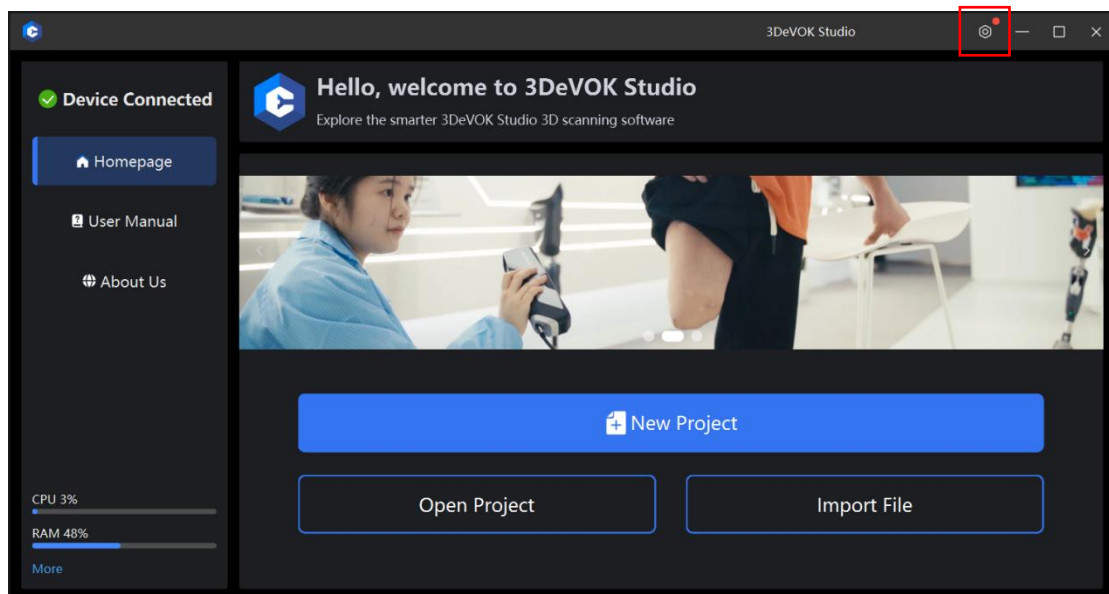 3DeVOK Studio
Device Connected
Homepage
User Manual
About Us
CPU 3%
RAM 48%
More
Hello, welcome to 3DeVOK Studio
Explore the smarter 3DeVOK Studio 3D scanning software
New Project
Open Project
Import File